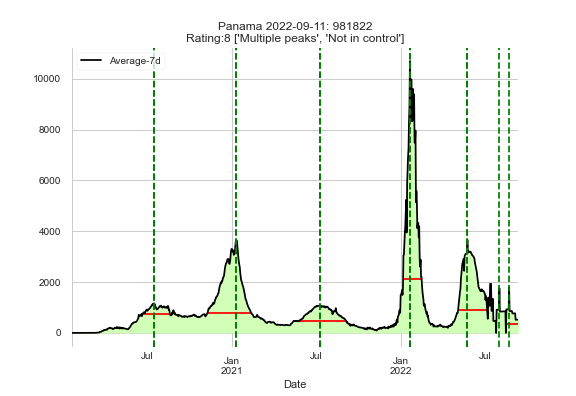 Panama 2022-09-11: 981822
Rating:8 ['Multiple peaks', 'Not in control']
Average-7d
10000
8000
6000
4000
2000
0
Jul
Jan
2021
Jul
Jan
2022
Jul
Date